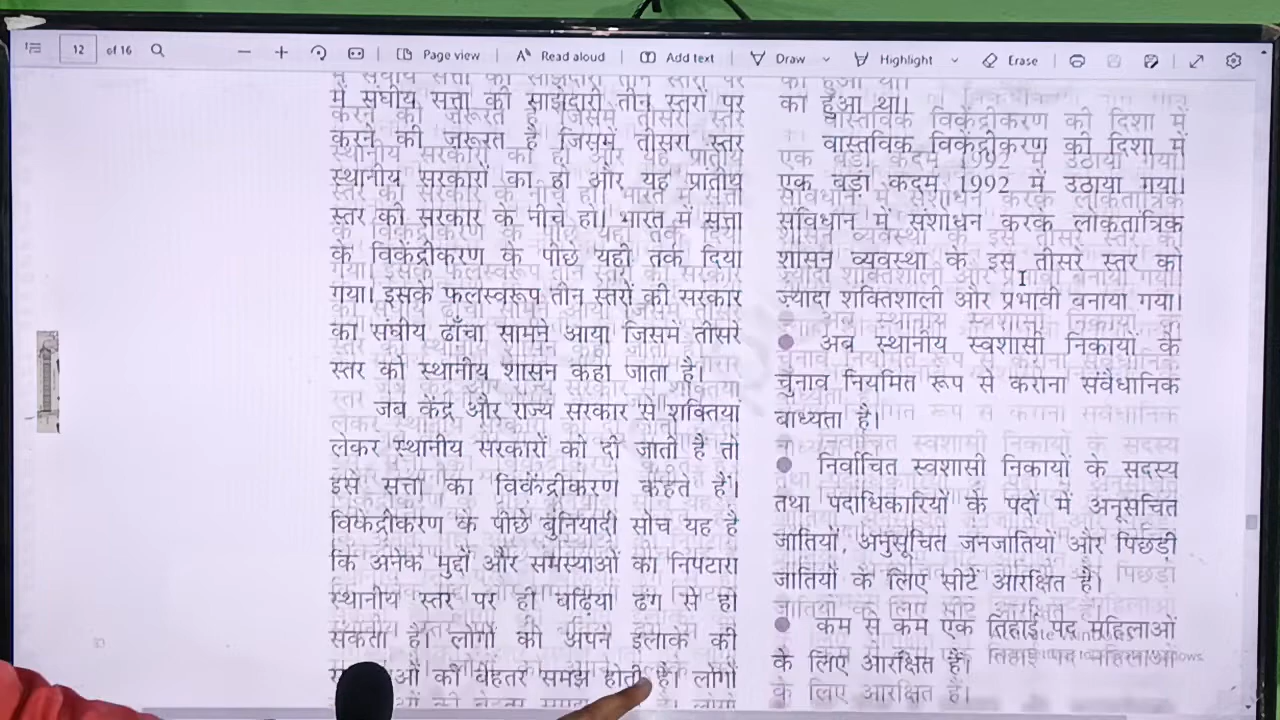 12 of 16 Page view Read aloud Add text Draw Highlight Erase
में संघीय सत्ता की साझेदारी तीन स्तरों पर
करने की ज़रूरत है जिसमें तीसरा स्तर
स्थानीय सरकारों का हो और यह प्रांतीय
स्तर की सरकार के नीचे हो। भारत में सत्ता
के विकेंद्रीकरण के पीछे यही तर्क दिया
गया। इसके फलस्वरूप तीन स्तरों की सरकार
का संघीय ढाँचा सामने आया जिसमें तीसरे
स्तर को स्थानीय शासन कहा जाता है।
जब केंद्र और राज्य सरकार से शक्तियां
लेकर स्थानीय सरकारों को दी जाती है तो
इसे सत्ता का विकेंद्रीकरण कहते है।
विकेंद्रीकरण के पीछे बुनियादी सोच यह है
कि अनेक मुद्दों और समस्याओं का निपटारा
स्थानीय स्तर पर ही बढ़िया ढंग से हो
सकता है। लोगों को अपने इलाके की
की बेहतर समझ होती है। लोगों
का हुआ था।
वास्तविक विकेंद्रीकरण की दिशा में
एक बड़ा कदम 1992 में उठाया गया।
संविधान में संशोधन करके लोकतांत्रिक
शासन व्यवस्था के इस तीसरे स्तर को
ज़्यादा शक्तिशाली और प्रभावी बनाया गया।
● अब स्थानीय स्वशासी निकायों के
चुनाव नियमित रूप से कराना संवैधानिक
बाध्यता है।
● निर्वाचित स्वशासी निकायों के सदस्य
तथा पदाधिकारियों के पदों में अनुसूचित
जातियों, अनुसूचित जनजातियों और पिछड़ी
जातियों के लिए सीटें आरक्षित हैं।
● कम से कम एक तिहाई पद महिलाओं
के लिए आरक्षित हैं।